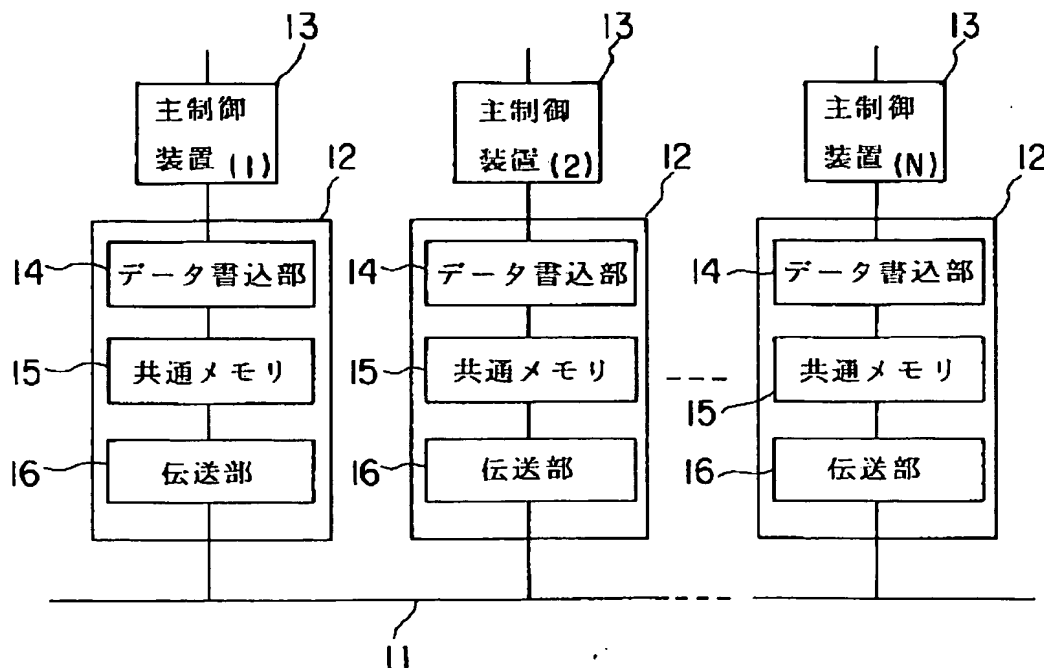 13
13
13
主制御
装置(1)
主制御
装置(2)
主制御
装置(N)
12
12
12
14
データ書込部
14
データ書込部
14
データ書込部
15
共通メモリ
15
共通メモリ
15
共通メモリ
16
伝送部
16
伝送部
16
伝送部
11